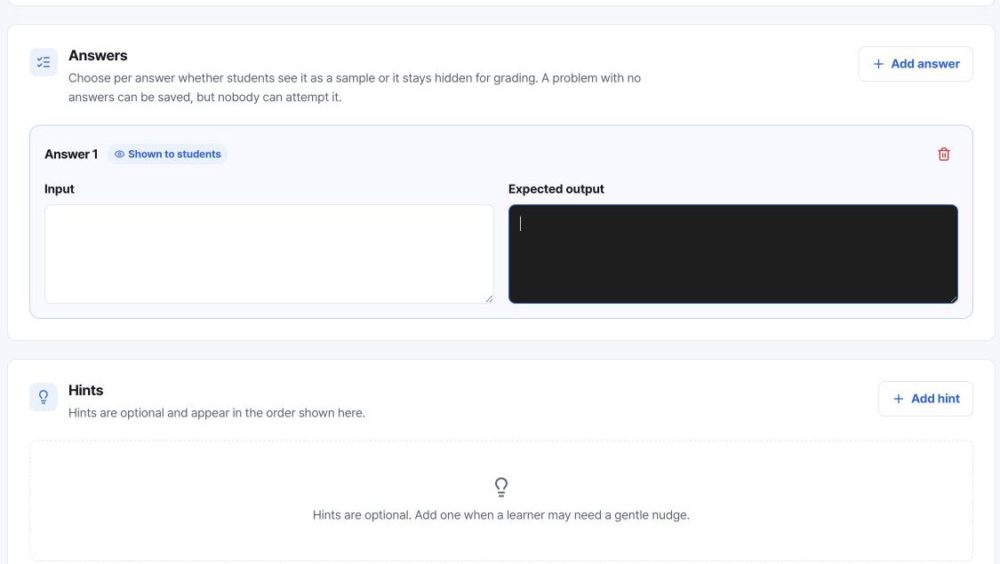 Answers
Choose per answer whether students see it as a sample or it stays hidden for grading. A problem with no
answers can be saved, but nobody can attempt it.
+ Add answer
Answer 1 Shown to students
Input
Expected output
Hints
Hints are optional and appear in the order shown here.
+ Add hint
Hints are optional. Add one when a learner may need a gentle nudge.